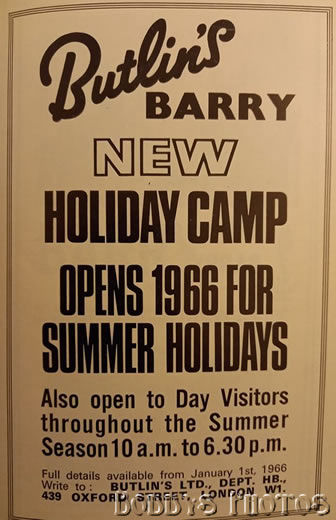 Butlin's
BARRY
NEW
HOLIDAY CAMP
OPENS 1966 FOR
SUMMER HOLIDAYS
Also open to Day Visitors
throughout the Summer
Season 10 a.m. to 6.30 p.m.
Full details available from January 1st, 1966
Write to : BUTLIN'S LTD., DEPT. HB.,
439 OXFORD STREET, LONDON W1.
BOBBYS PHOTOS